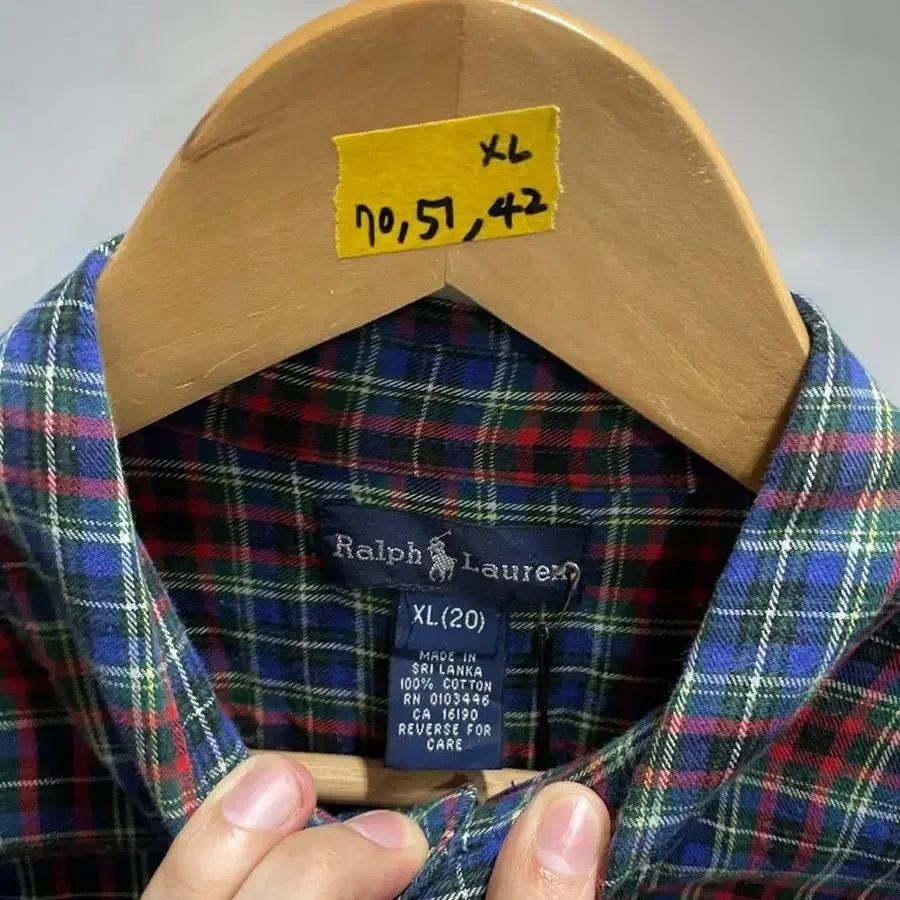 XL
70, 57, 42
Ralph Lauren
XL(20)
MADE IN
SRI LANKA
100% COTTON
RN 0103446
CA 16190
REVERSE FOR
CARE